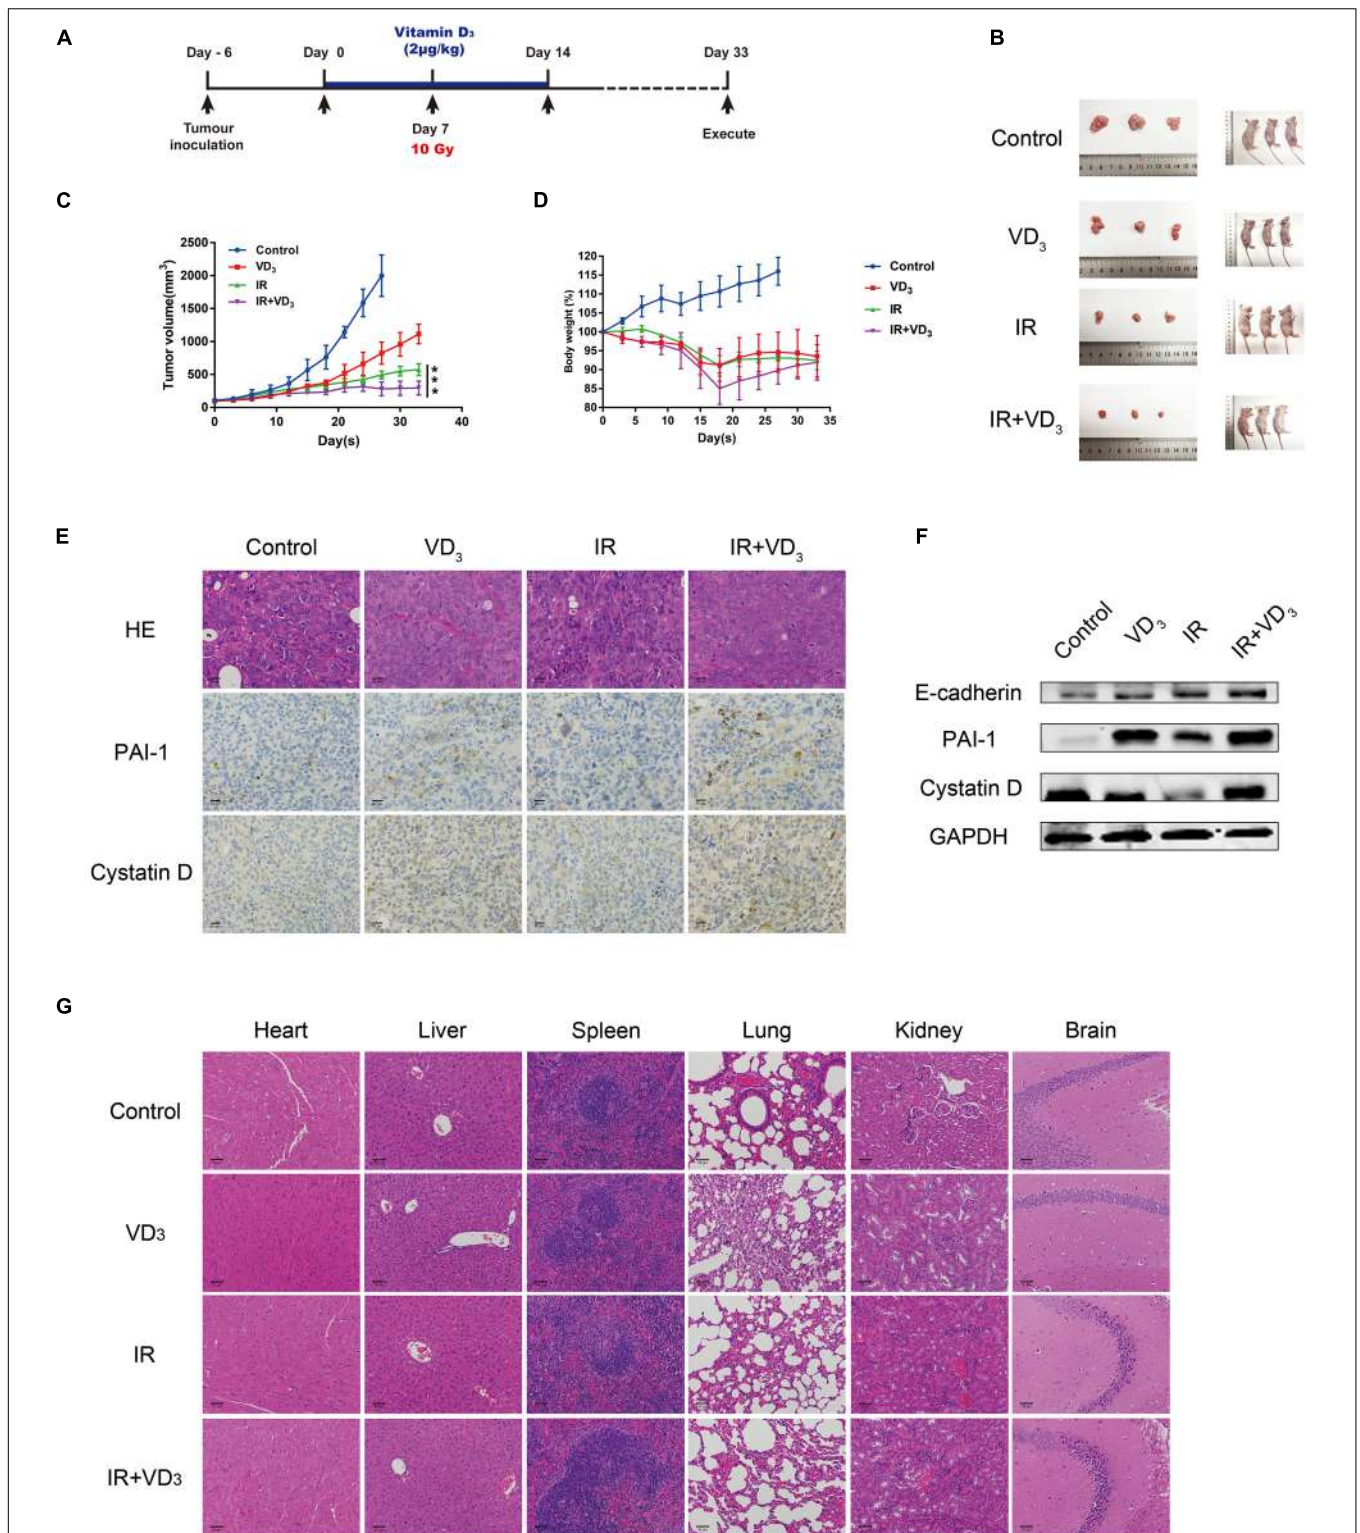 A
Day - 6
Day 0
Vitamin D₃
(2μg/kg)
Day 14
Day 33
Tumour
inoculation
Day 7
10 Gy
Execute
B
Control
VD₃
IR
IR+VD₃
C
Tumor volume(mm³)
2500
2000
1500
1000
500
0
Control
VD₃
IR
IR+VD₃
***
0 10 20 30 40
Day(s)
D
Body weight (%)
120
115
110
105
100
95
90
85
80
Control
VD₃
IR
IR+VD₃
0 5 10 15 20 25 30 35
Day(s)
E
Control VD₃ IR IR+VD₃
HE
PAI-1
Cystatin D
F
Control VD₃ IR IR+VD₃
E-cadherin
PAI-1
Cystatin D
GAPDH
G
Heart Liver Spleen Lung Kidney Brain
Control
VD₃
IR
IR+VD₃